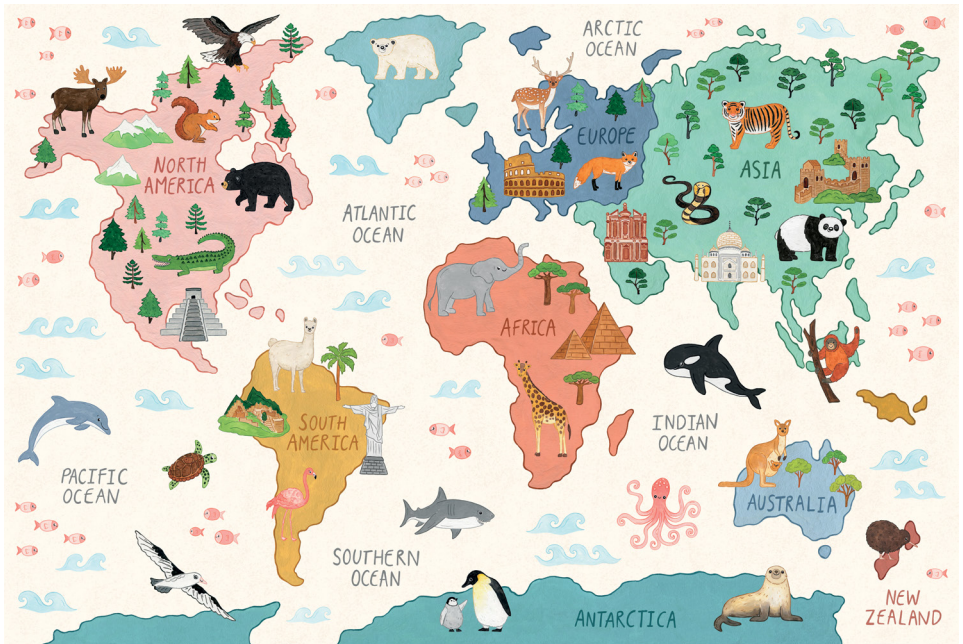 ARCTIC
OCEAN
EUROPE
NORTH
AMERICA
ASIA
ATLANTIC
OCEAN
AFRICA
SOUTH
AMERICA
INDIAN
OCEAN
PACIFIC
OCEAN
AUSTRALIA
SOUTHERN
OCEAN
ANTARCTICA
NEW
ZEALAND